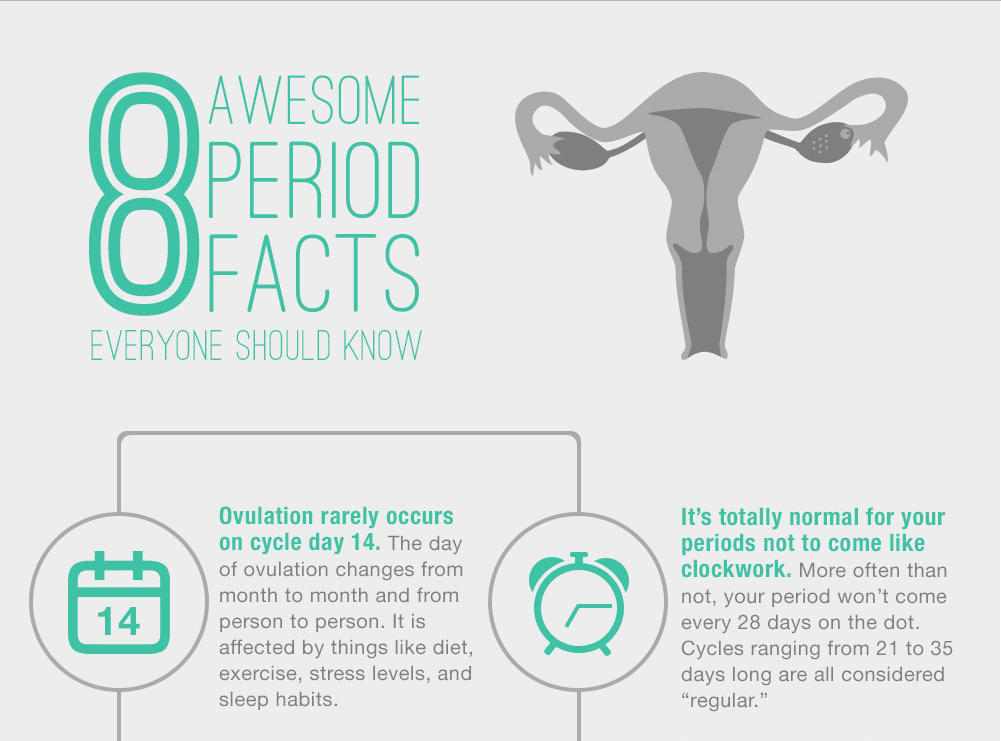 8 AWESOME
PERIOD
FACTS
EVERYONE SHOULD KNOW
14
Ovulation rarely occurs
on cycle day 14. The day
of ovulation changes from
month to month and from
person to person. It is
affected by things like diet,
exercise, stress levels, and
sleep habits.
It’s totally normal for your
periods not to come like
clockwork. More often than
not, your period won’t come
every 28 days on the dot.
Cycles ranging from 21 to 35
days long are all considered
“regular.”